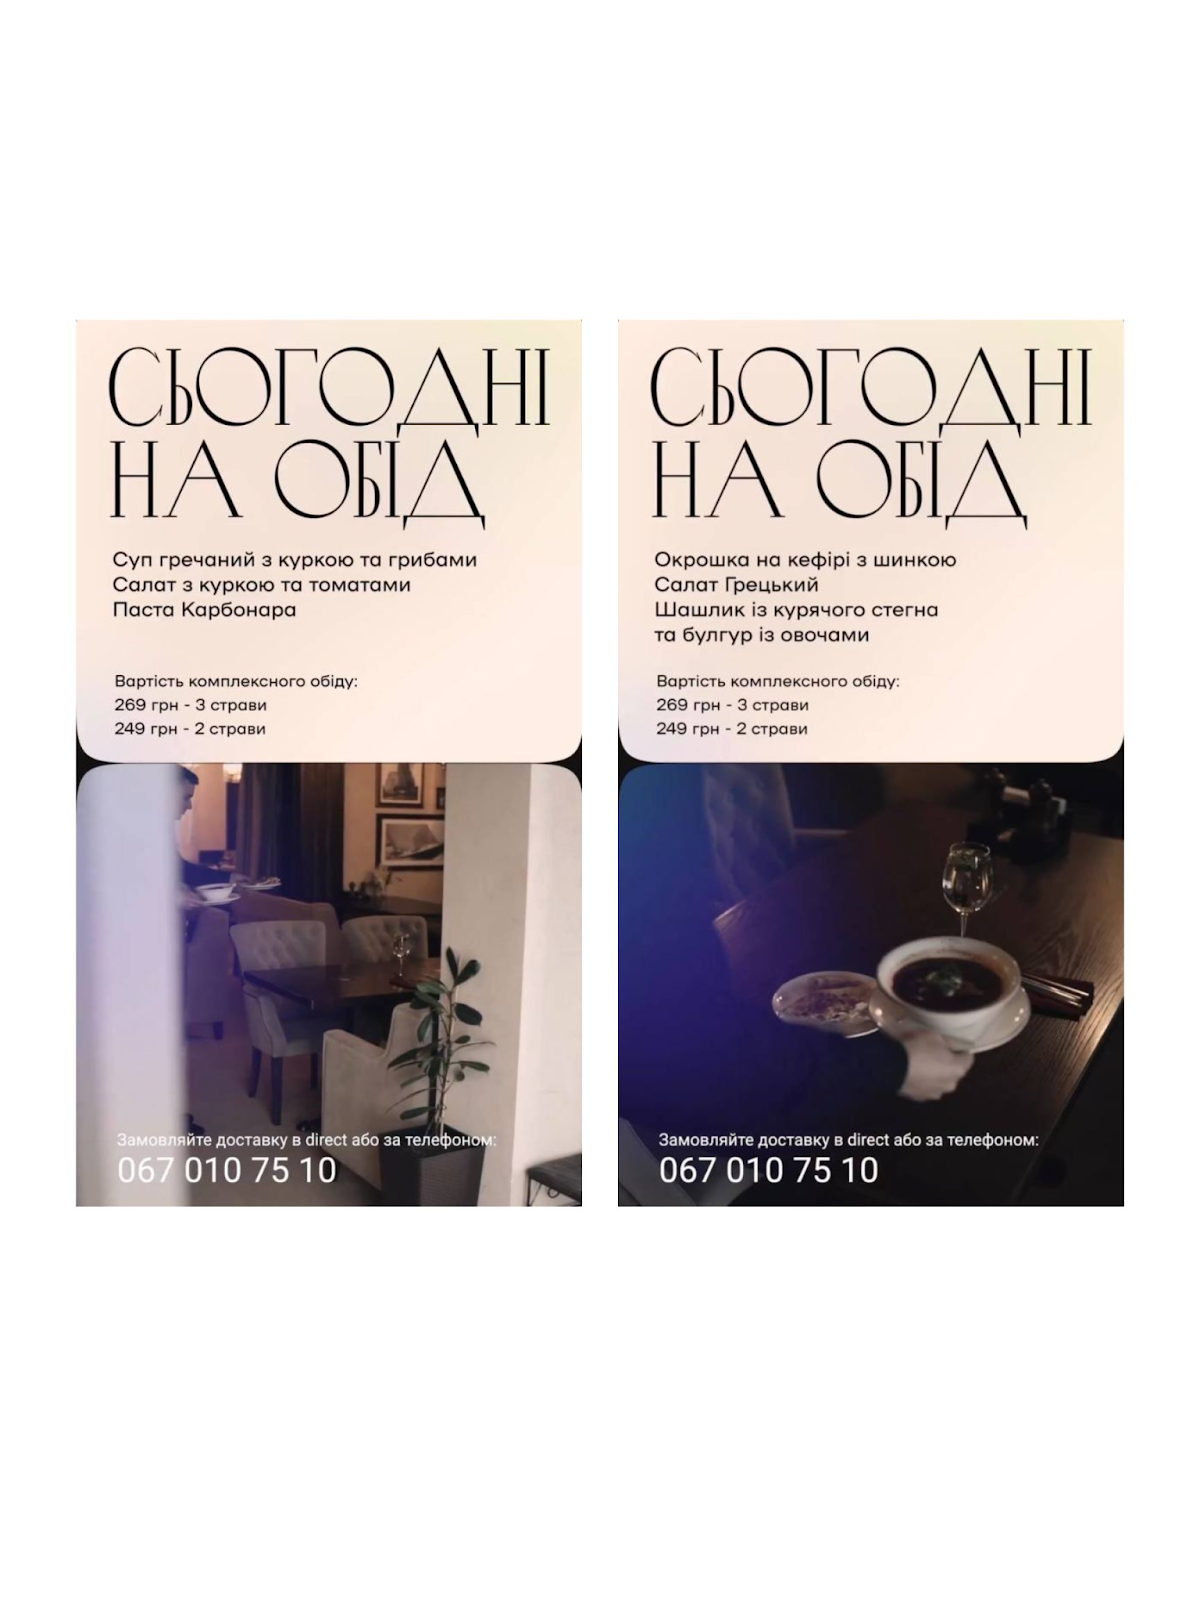 СЬОГОДНІ
НА ОБІД
Суп гречаний з куркою та грибами
Салат з куркою та томатами
Паста Карбонара
Вартість комплексного обіду:
269 грн - 3 страви
249 грн - 2 страви
Замовляйте доставку в direct або за телефоном:
067 010 75 10
СЬОГОДНІ
НА ОБІД
Окрошка на кефірі з шинкою
Салат Грецький
Шашлик із курячого стегна
та булгур із овочами
Вартість комплексного обіду:
269 грн - 3 страви
249 грн - 2 страви
Замовляйте доставку в direct або за телефоном:
067 010 75 10